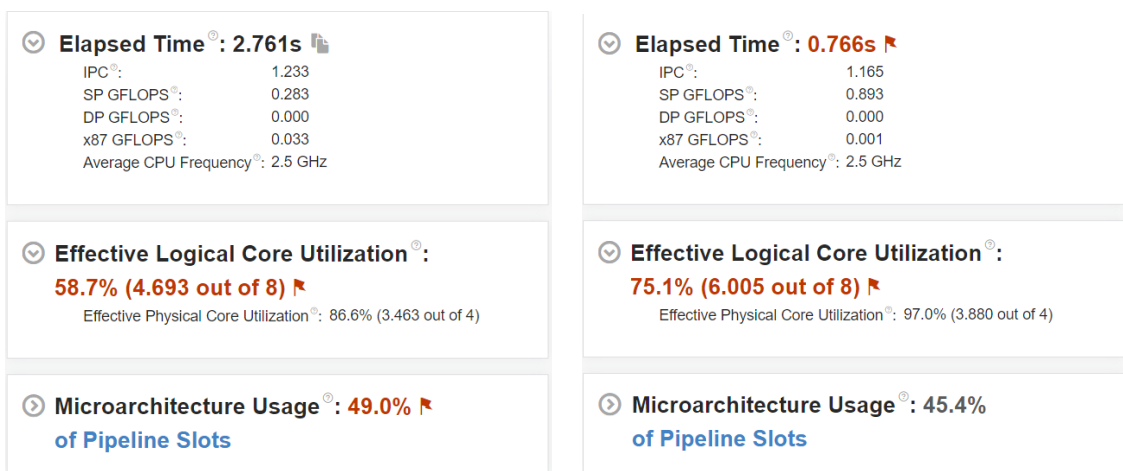 Elapsed Time: 2.761s
IPC: 1.233
SP GFLOPS: 0.283
DP GFLOPS: 0.000
x87 GFLOPS: 0.033
Average CPU Frequency: 2.5 GHz
Effective Logical Core Utilization:
58.7% (4.693 out of 8)
Effective Physical Core Utilization: 86.6% (3.463 out of 4)
Microarchitecture Usage: 49.0%
of Pipeline Slots
Elapsed Time: 0.766s
IPC: 1.165
SP GFLOPS: 0.893
DP GFLOPS: 0.000
x87 GFLOPS: 0.001
Average CPU Frequency: 2.5 GHz
Effective Logical Core Utilization:
75.1% (6.005 out of 8)
Effective Physical Core Utilization: 97.0% (3.880 out of 4)
Microarchitecture Usage: 45.4%
of Pipeline Slots